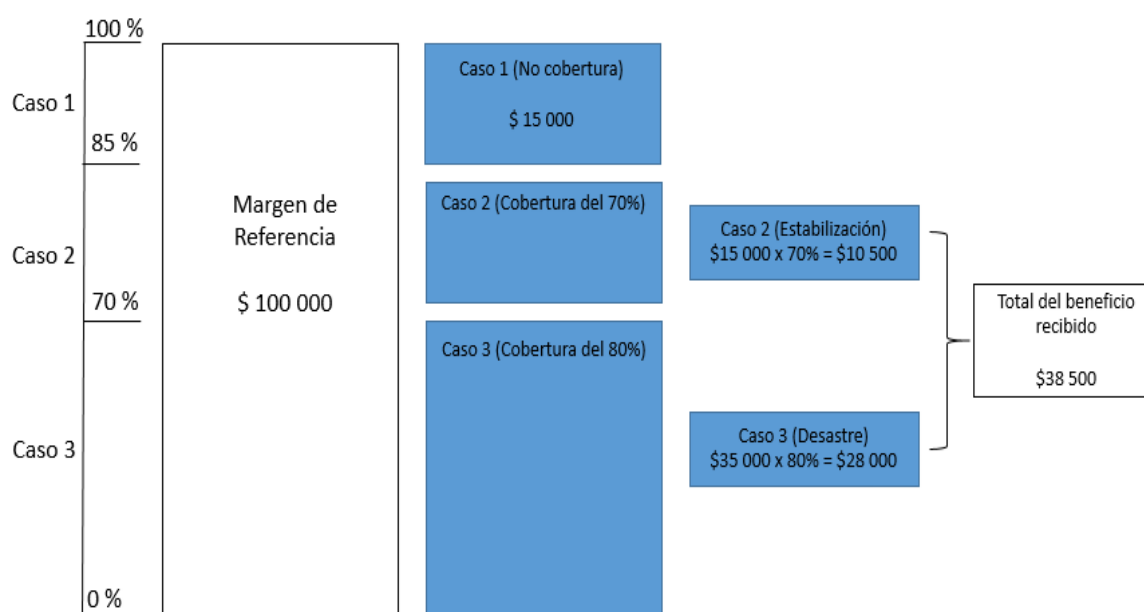 100 %
Caso 1
85 %
Caso 2
70 %
Caso 3
0 %
Margen de
Referencia
$ 100 000
Caso 1 (No cobertura)
$ 15 000
Caso 2 (Cobertura del 70%)
Caso 3 (Cobertura del 80%)
Caso 2 (Estabilización)
$15 000 x 70% = $10 500
Caso 3 (Desastre)
$35 000 x 80% = $28 000
Total del beneficio
recibido
$38 500